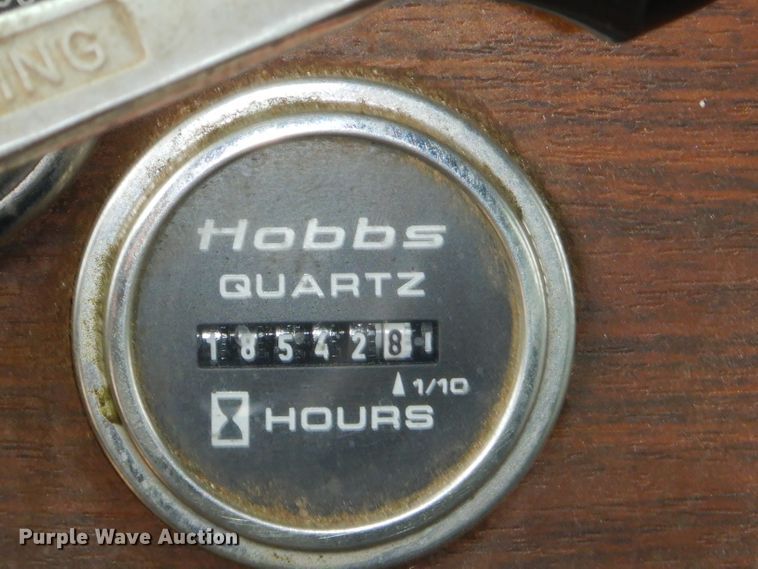 ING
Hobbs
QUARTZ
1854281
1/10
HOURS
Purple Wave Auction